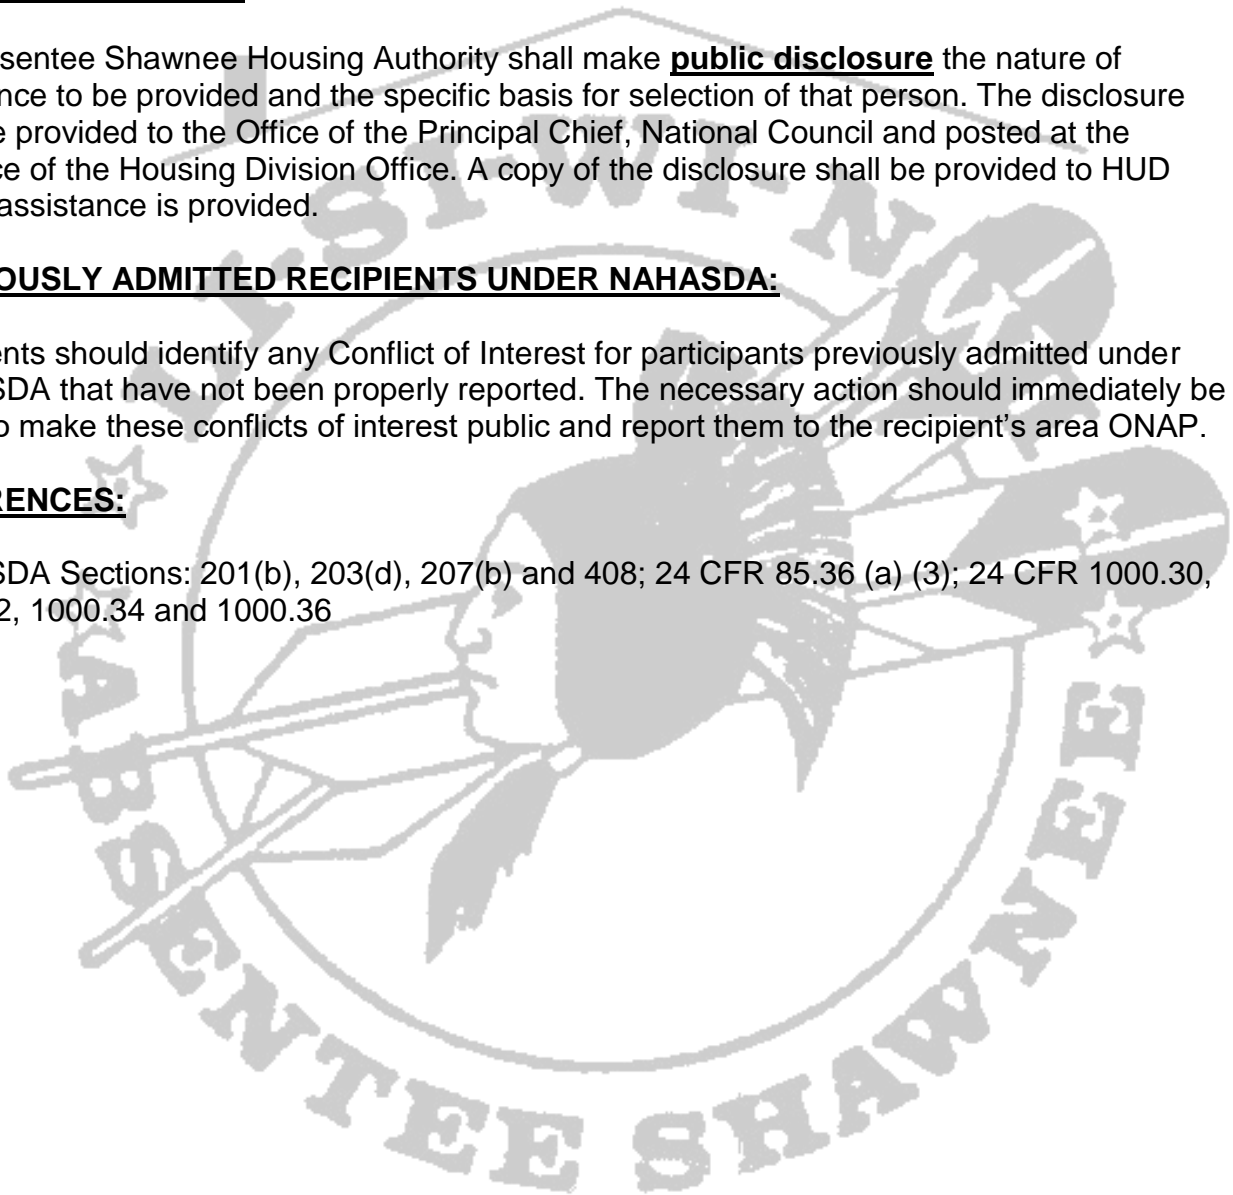 sentee Shawnee Housing Authority shall make public disclosure the nature of
nce to be provided and the specific basis for selection of that person. The disclosure
e provided to the Office of the Principal Chief, National Council and posted at the
ce of the Housing Division Office. A copy of the disclosure shall be provided to HUD
assistance is provided.
OUSLY ADMITTED RECIPIENTS UNDER NAHASDA:
ents should identify any Conflict of Interest for participants previously admitted under
SDA that have not been properly reported. The necessary action should immediately be
o make these conflicts of interest public and report them to the recipient's area ONAP.
RENCES:
SDA Sections: 201(b), 203(d), 207(b) and 408; 24 CFR 85.36 (a) (3); 24 CFR 1000.30,
2, 1000.34 and 1000.36
ABSENTEE SHAWNEE